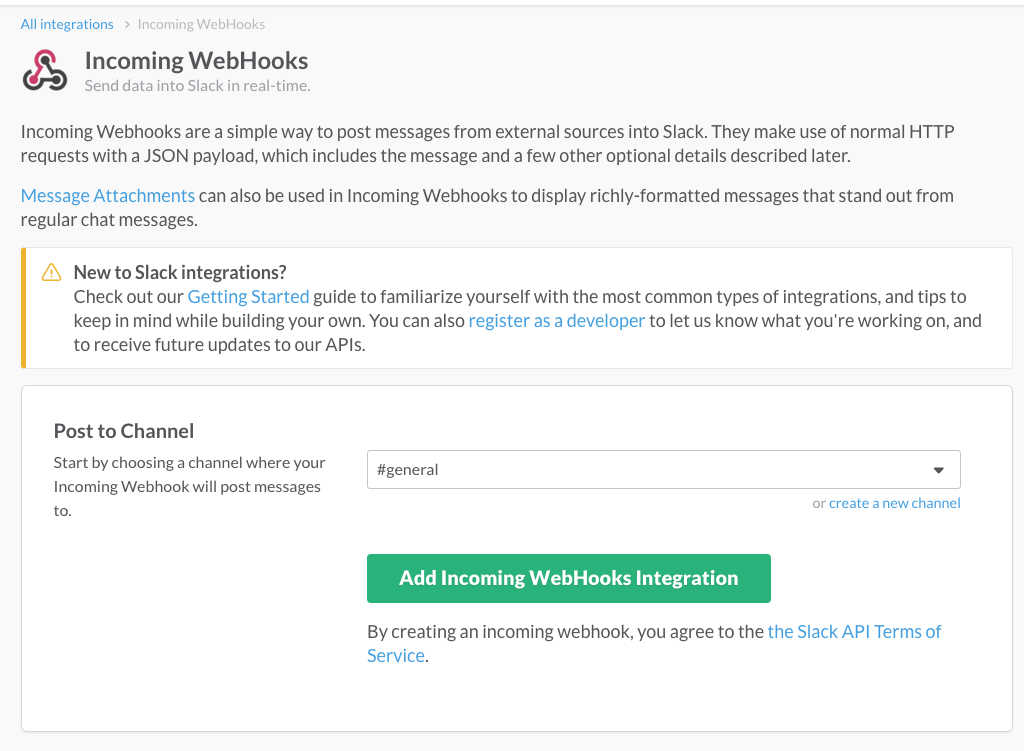 All integrations > Incoming WebHooks
Incoming WebHooks
Send data into Slack in real-time.
Incoming Webhooks are a simple way to post messages from external sources into Slack. They make use of normal HTTP
requests with a JSON payload, which includes the message and a few other optional details described later.
Message Attachments can also be used in Incoming Webhooks to display richly-formatted messages that stand out from
regular chat messages.
New to Slack integrations?
Check out our Getting Started guide to familiarize yourself with the most common types of integrations, and tips to
keep in mind while building your own. You can also register as a developer to let us know what you're working on, and
to receive future updates to our APIs.
Post to Channel
Start by choosing a channel where your
Incoming Webhook will post messages
to.
#general
or create a new channel
Add Incoming WebHooks Integration
By creating an incoming webhook, you agree to the the Slack API Terms of
Service.